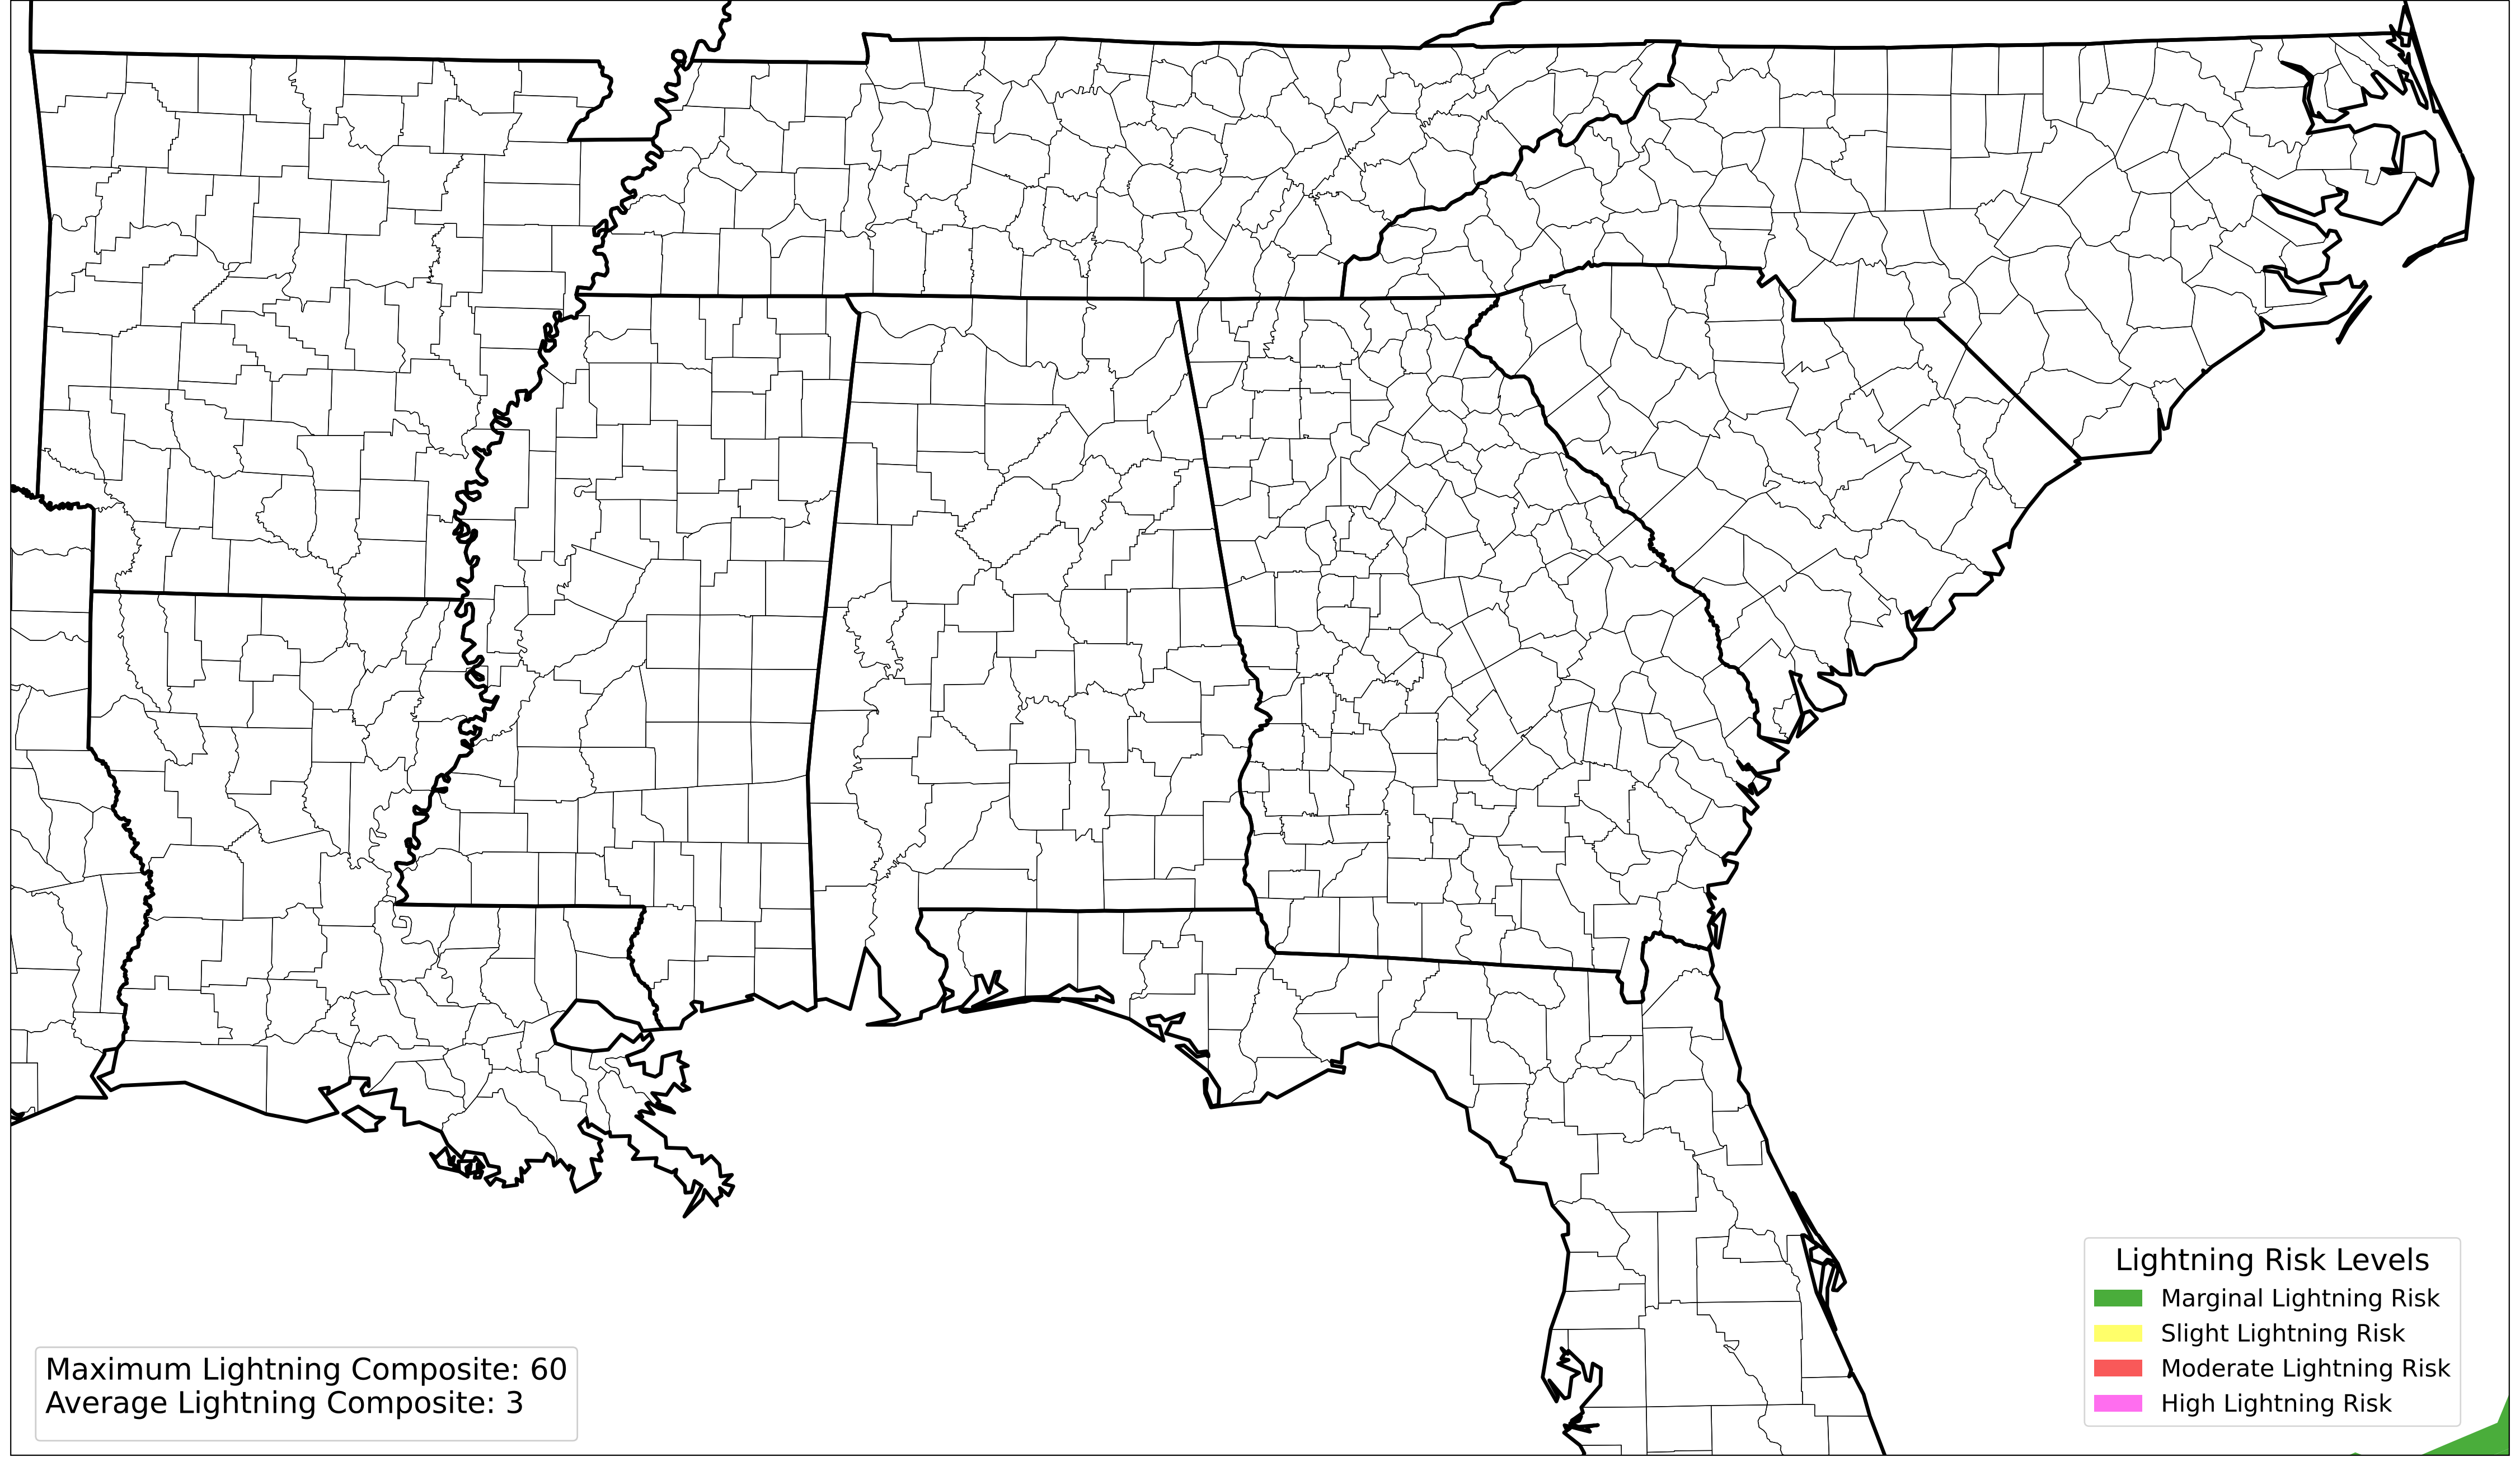 Lightning Risk Levels
Marginal Lightning Risk
Slight Lightning Risk
Moderate Lightning Risk
High Lightning Risk
Maximum Lightning Composite: 60
Average Lightning Composite: 3